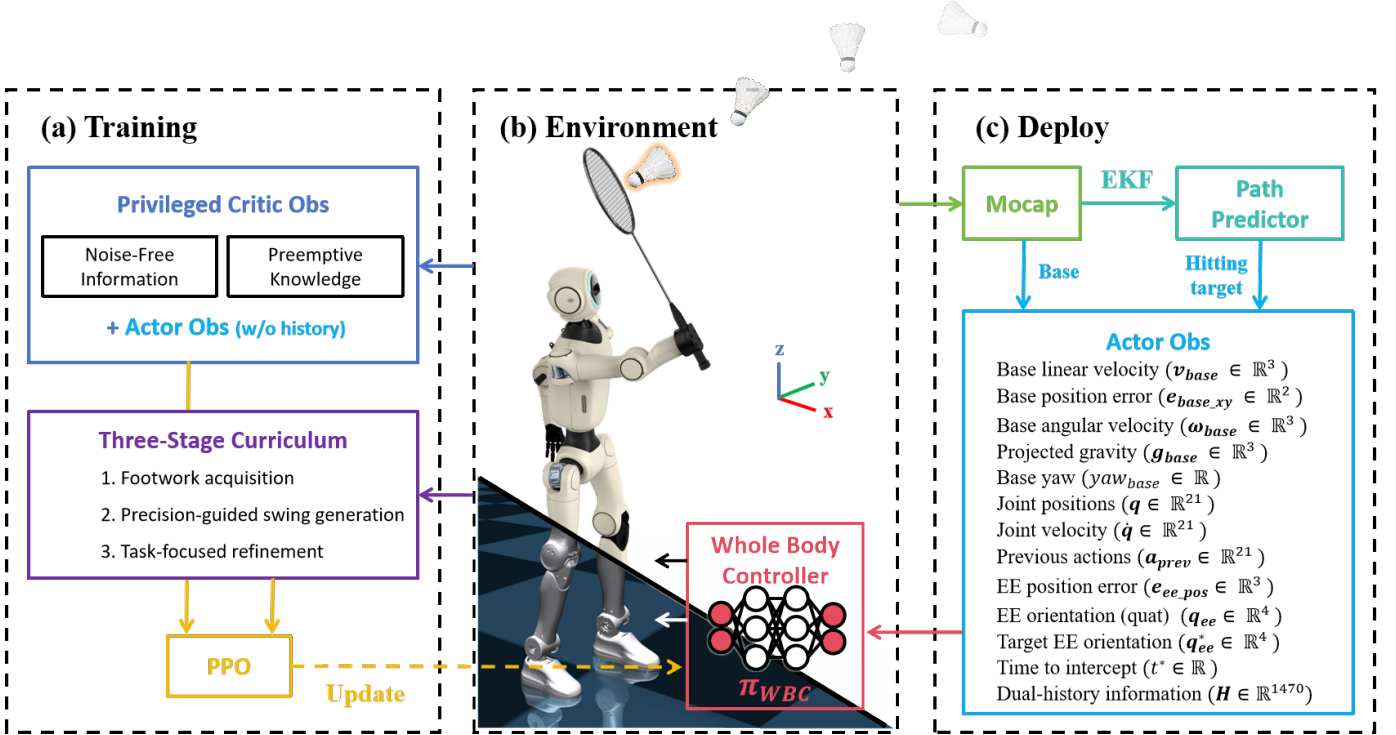 (a) Training
Privileged Critic Obs
Noise-Free
Information
Preemptive
Knowledge
+ Actor Obs (w/o history)
Three-Stage Curriculum
1. Footwork acquisition
2. Precision-guided swing generation
3. Task-focused refinement
PPO
Update
(b) Environment
z
y
x
Whole Body
Controller
π_WBC
(c) Deploy
Mocap
EKF
Path
Predictor
Base
Hitting
target
Actor Obs
Base linear velocity (v_base ∈ ℝ³)
Base position error (e_base_xy ∈ ℝ²)
Base angular velocity (ω_base ∈ ℝ³)
Projected gravity (g_base ∈ ℝ³)
Base yaw (yaw_base ∈ ℝ)
Joint positions (q ∈ ℝ²¹)
Joint velocity (q̇ ∈ ℝ²¹)
Previous actions (a_prev ∈ ℝ²¹)
EE position error (e_ee_pos ∈ ℝ³)
EE orientation (quat) (q_ee ∈ ℝ⁴)
Target EE orientation (q*_ee ∈ ℝ⁴)
Time to intercept (t* ∈ ℝ)
Dual-history information (H ∈ ℝ¹⁴⁷⁰)